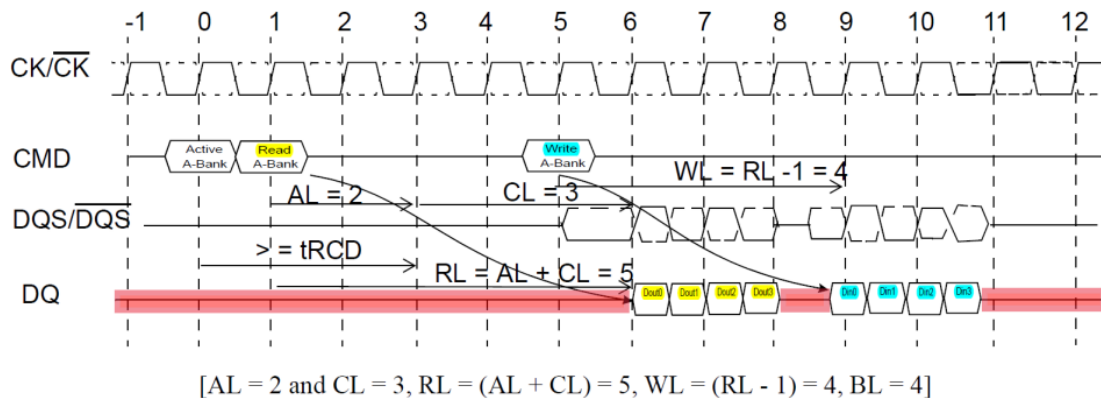 -1 0 1 2 3 4 5 6 7 8 9 10 11 12
CK/CK
CMD
Active
A-Bank
Read
A-Bank
Write
A-Bank
WL = RL -1 = 4
AL = 2
CL = 3
DQS/DQS
> = tRCD
RL = AL + CL = 5
DQ
Dout0 Dout1 Dout2 Dout3 Din0 Din1 Din2 Din3
[AL = 2 and CL = 3, RL = (AL + CL) = 5, WL = (RL - 1) = 4, BL = 4]